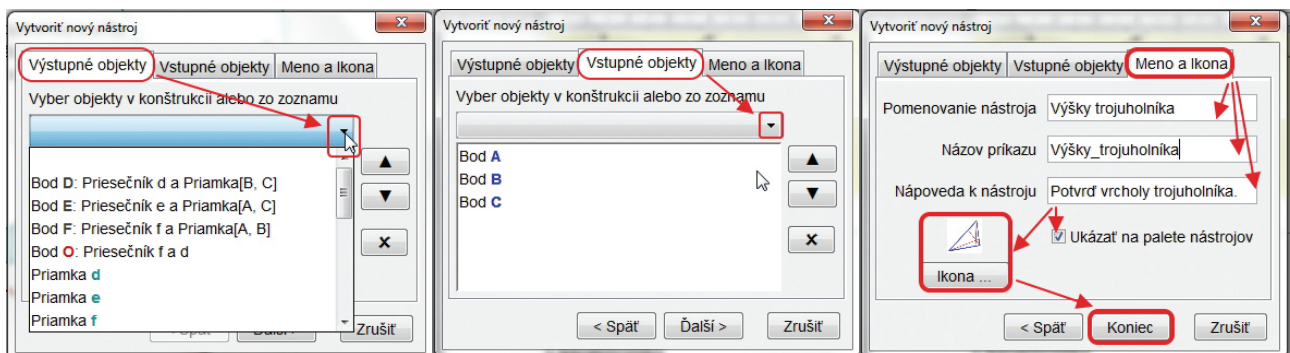 Vytvoriť nový nástroj
Výstupné objekty Vstupné objekty Meno a Ikona
Vyber objekty v konštrukcii alebo zo zoznamu
Bod D: Priesečník d a Priamka[B, C]
Bod E: Priesečník e a Priamka[A, C]
Bod F: Priesečník f a Priamka[A, B]
Bod O: Priesečník f a d
Priamka d
Priamka e
Priamka f
Zrušiť
Vytvoriť nový nástroj
Výstupné objekty Vstupné objekty Meno a Ikona
Vyber objekty v konštrukcii alebo zo zoznamu
Bod A
Bod B
Bod C
< Späť Ďalší > Zrušiť
Vytvoriť nový nástroj
Výstupné objekty Vstupné objekty Meno a Ikona
Pomenovanie nástroja Výšky trojuholníka
Názov príkazu Výšky_trojuholníka
Nápoveda k nástroju Potvrď vrcholy trojuholníka.
Ukázať na palete nástrojov
Ikona ...
< Späť Koniec Zrušiť